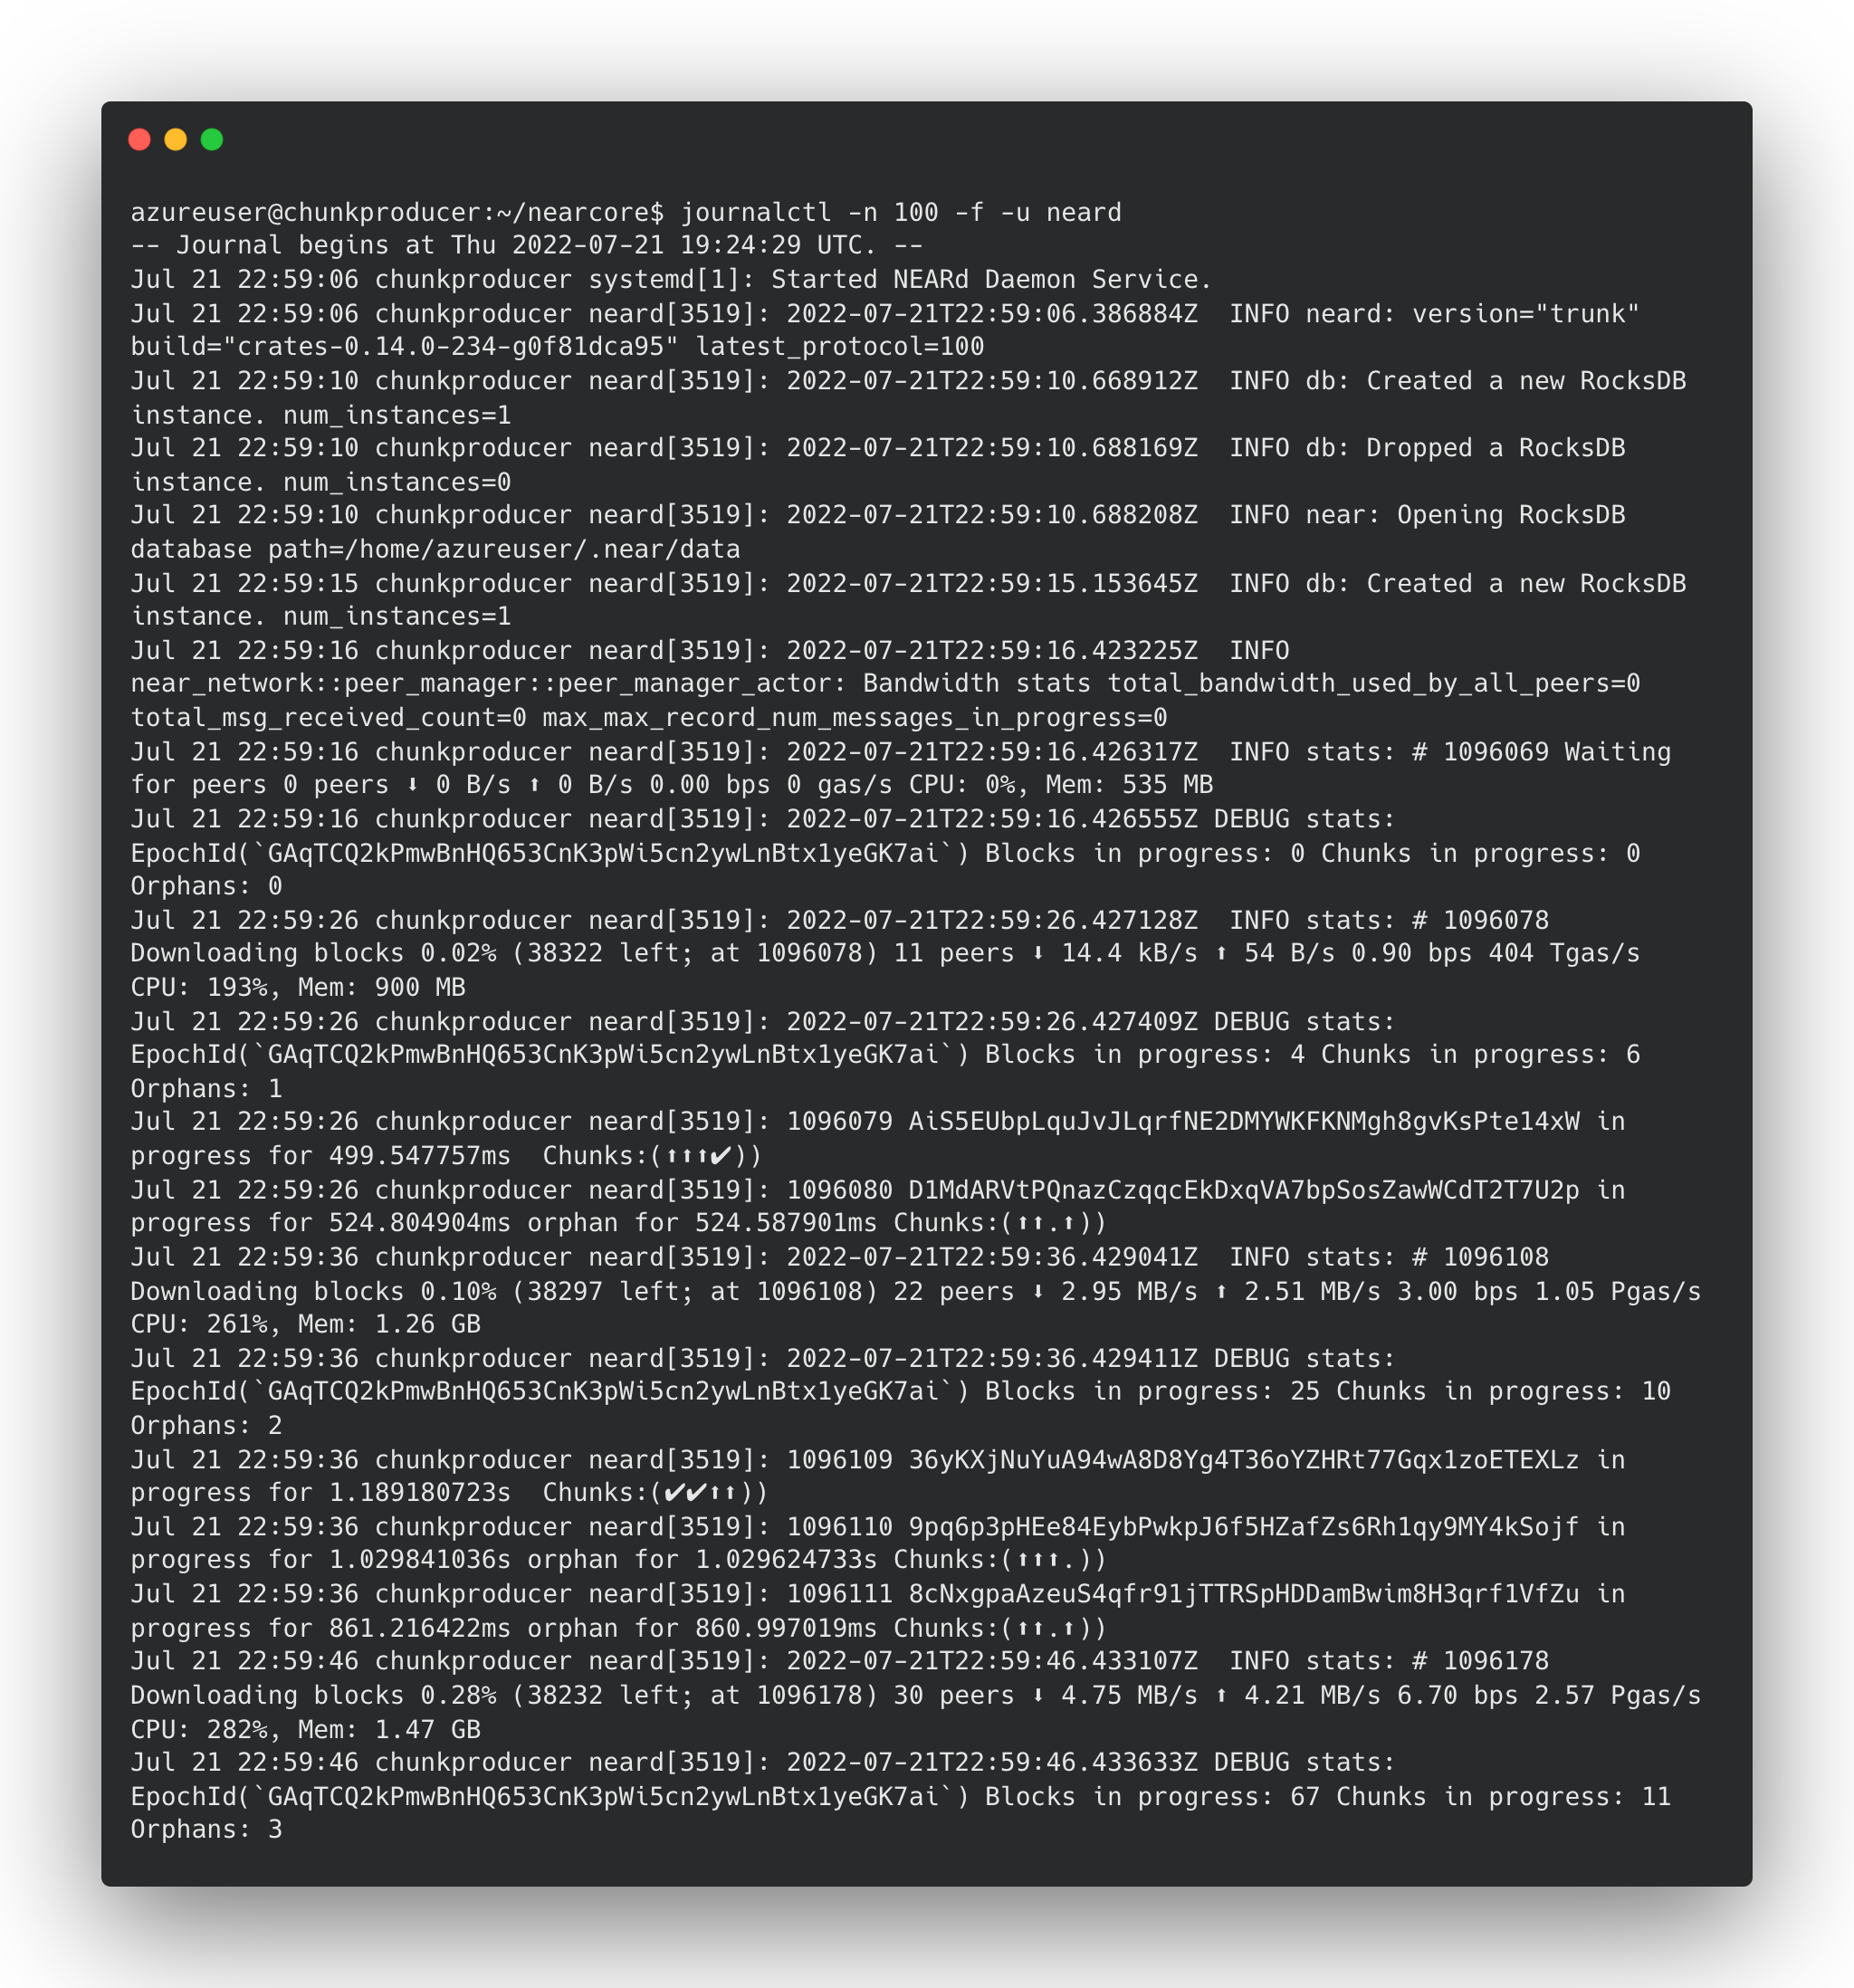 azureuser@chunkproducer:~/nearcore$ journalctl -n 100 -f -u neard
-- Journal begins at Thu 2022-07-21 19:24:29 UTC. --
Jul 21 22:59:06 chunkproducer systemd[1]: Started NEARd Daemon Service.
Jul 21 22:59:06 chunkproducer neard[3519]: 2022-07-21T22:59:06.386884Z  INFO neard: version="trunk"
build="crates-0.14.0-234-g0f81dca95" latest_protocol=100
Jul 21 22:59:10 chunkproducer neard[3519]: 2022-07-21T22:59:10.668912Z  INFO db: Created a new RocksDB
instance. num_instances=1
Jul 21 22:59:10 chunkproducer neard[3519]: 2022-07-21T22:59:10.688169Z  INFO db: Dropped a RocksDB
instance. num_instances=0
Jul 21 22:59:10 chunkproducer neard[3519]: 2022-07-21T22:59:10.688208Z  INFO near: Opening RocksDB
database path=/home/azureuser/.near/data
Jul 21 22:59:15 chunkproducer neard[3519]: 2022-07-21T22:59:15.153645Z  INFO db: Created a new RocksDB
instance. num_instances=1
Jul 21 22:59:16 chunkproducer neard[3519]: 2022-07-21T22:59:16.423225Z  INFO
near_network::peer_manager::peer_manager_actor: Bandwidth stats total_bandwidth_used_by_all_peers=0
total_msg_received_count=0 max_max_record_num_messages_in_progress=0
Jul 21 22:59:16 chunkproducer neard[3519]: 2022-07-21T22:59:16.426317Z  INFO stats: # 1096069 Waiting
for peers 0 peers ⬇ 0 B/s ⬆ 0 B/s 0.00 bps 0 gas/s CPU: 0%, Mem: 535 MB
Jul 21 22:59:16 chunkproducer neard[3519]: 2022-07-21T22:59:16.426555Z DEBUG stats:
EpochId(`GAqTCQ2kPmwBnHQ653CnK3pWi5cn2ywLnBtx1yeGK7ai`) Blocks in progress: 0 Chunks in progress: 0
Orphans: 0
Jul 21 22:59:26 chunkproducer neard[3519]: 2022-07-21T22:59:26.427128Z  INFO stats: # 1096078
Downloading blocks 0.02% (38322 left; at 1096078) 11 peers ⬇ 14.4 kB/s ⬆ 54 B/s 0.90 bps 404 Tgas/s
CPU: 193%, Mem: 900 MB
Jul 21 22:59:26 chunkproducer neard[3519]: 2022-07-21T22:59:26.427409Z DEBUG stats:
EpochId(`GAqTCQ2kPmwBnHQ653CnK3pWi5cn2ywLnBtx1yeGK7ai`) Blocks in progress: 4 Chunks in progress: 6
Orphans: 1
Jul 21 22:59:26 chunkproducer neard[3519]: 1096079 AiS5EUbpLquJvJLqrfNE2DMYWKFKNMgh8gvKsPte14xW in
progress for 499.547757ms  Chunks:(⬆⬆⬆✔))
Jul 21 22:59:26 chunkproducer neard[3519]: 1096080 D1MdARVtPQnazCzqqcEkDxqVA7bpSosZawWCdT2T7U2p in
progress for 524.804904ms orphan for 524.587901ms Chunks:(⬆⬆.⬆))
Jul 21 22:59:36 chunkproducer neard[3519]: 2022-07-21T22:59:36.429041Z  INFO stats: # 1096108
Downloading blocks 0.10% (38297 left; at 1096108) 22 peers ⬇ 2.95 MB/s ⬆ 2.51 MB/s 3.00 bps 1.05 Pgas/s
CPU: 261%, Mem: 1.26 GB
Jul 21 22:59:36 chunkproducer neard[3519]: 2022-07-21T22:59:36.429411Z DEBUG stats:
EpochId(`GAqTCQ2kPmwBnHQ653CnK3pWi5cn2ywLnBtx1yeGK7ai`) Blocks in progress: 25 Chunks in progress: 10
Orphans: 2
Jul 21 22:59:36 chunkproducer neard[3519]: 1096109 36yKXjNuYuA94wA8D8Yg4T36oYZHRt77Gqx1zoETEXLz in
progress for 1.189180723s  Chunks:(✔✔⬆⬆))
Jul 21 22:59:36 chunkproducer neard[3519]: 1096110 9pq6p3pHEe84EybPwkpJ6f5HZafZs6Rh1qy9MY4kSojf in
progress for 1.029841036s orphan for 1.029624733s Chunks:(⬆⬆⬆.))
Jul 21 22:59:36 chunkproducer neard[3519]: 1096111 8cNxgpaAzeuS4qfr91jTTRSpHDDamBwim8H3qrf1VfZu in
progress for 861.216422ms orphan for 860.997019ms Chunks:(⬆⬆.⬆))
Jul 21 22:59:46 chunkproducer neard[3519]: 2022-07-21T22:59:46.433107Z  INFO stats: # 1096178
Downloading blocks 0.28% (38232 left; at 1096178) 30 peers ⬇ 4.75 MB/s ⬆ 4.21 MB/s 6.70 bps 2.57 Pgas/s
CPU: 282%, Mem: 1.47 GB
Jul 21 22:59:46 chunkproducer neard[3519]: 2022-07-21T22:59:46.433633Z DEBUG stats:
EpochId(`GAqTCQ2kPmwBnHQ653CnK3pWi5cn2ywLnBtx1yeGK7ai`) Blocks in progress: 67 Chunks in progress: 11
Orphans: 3